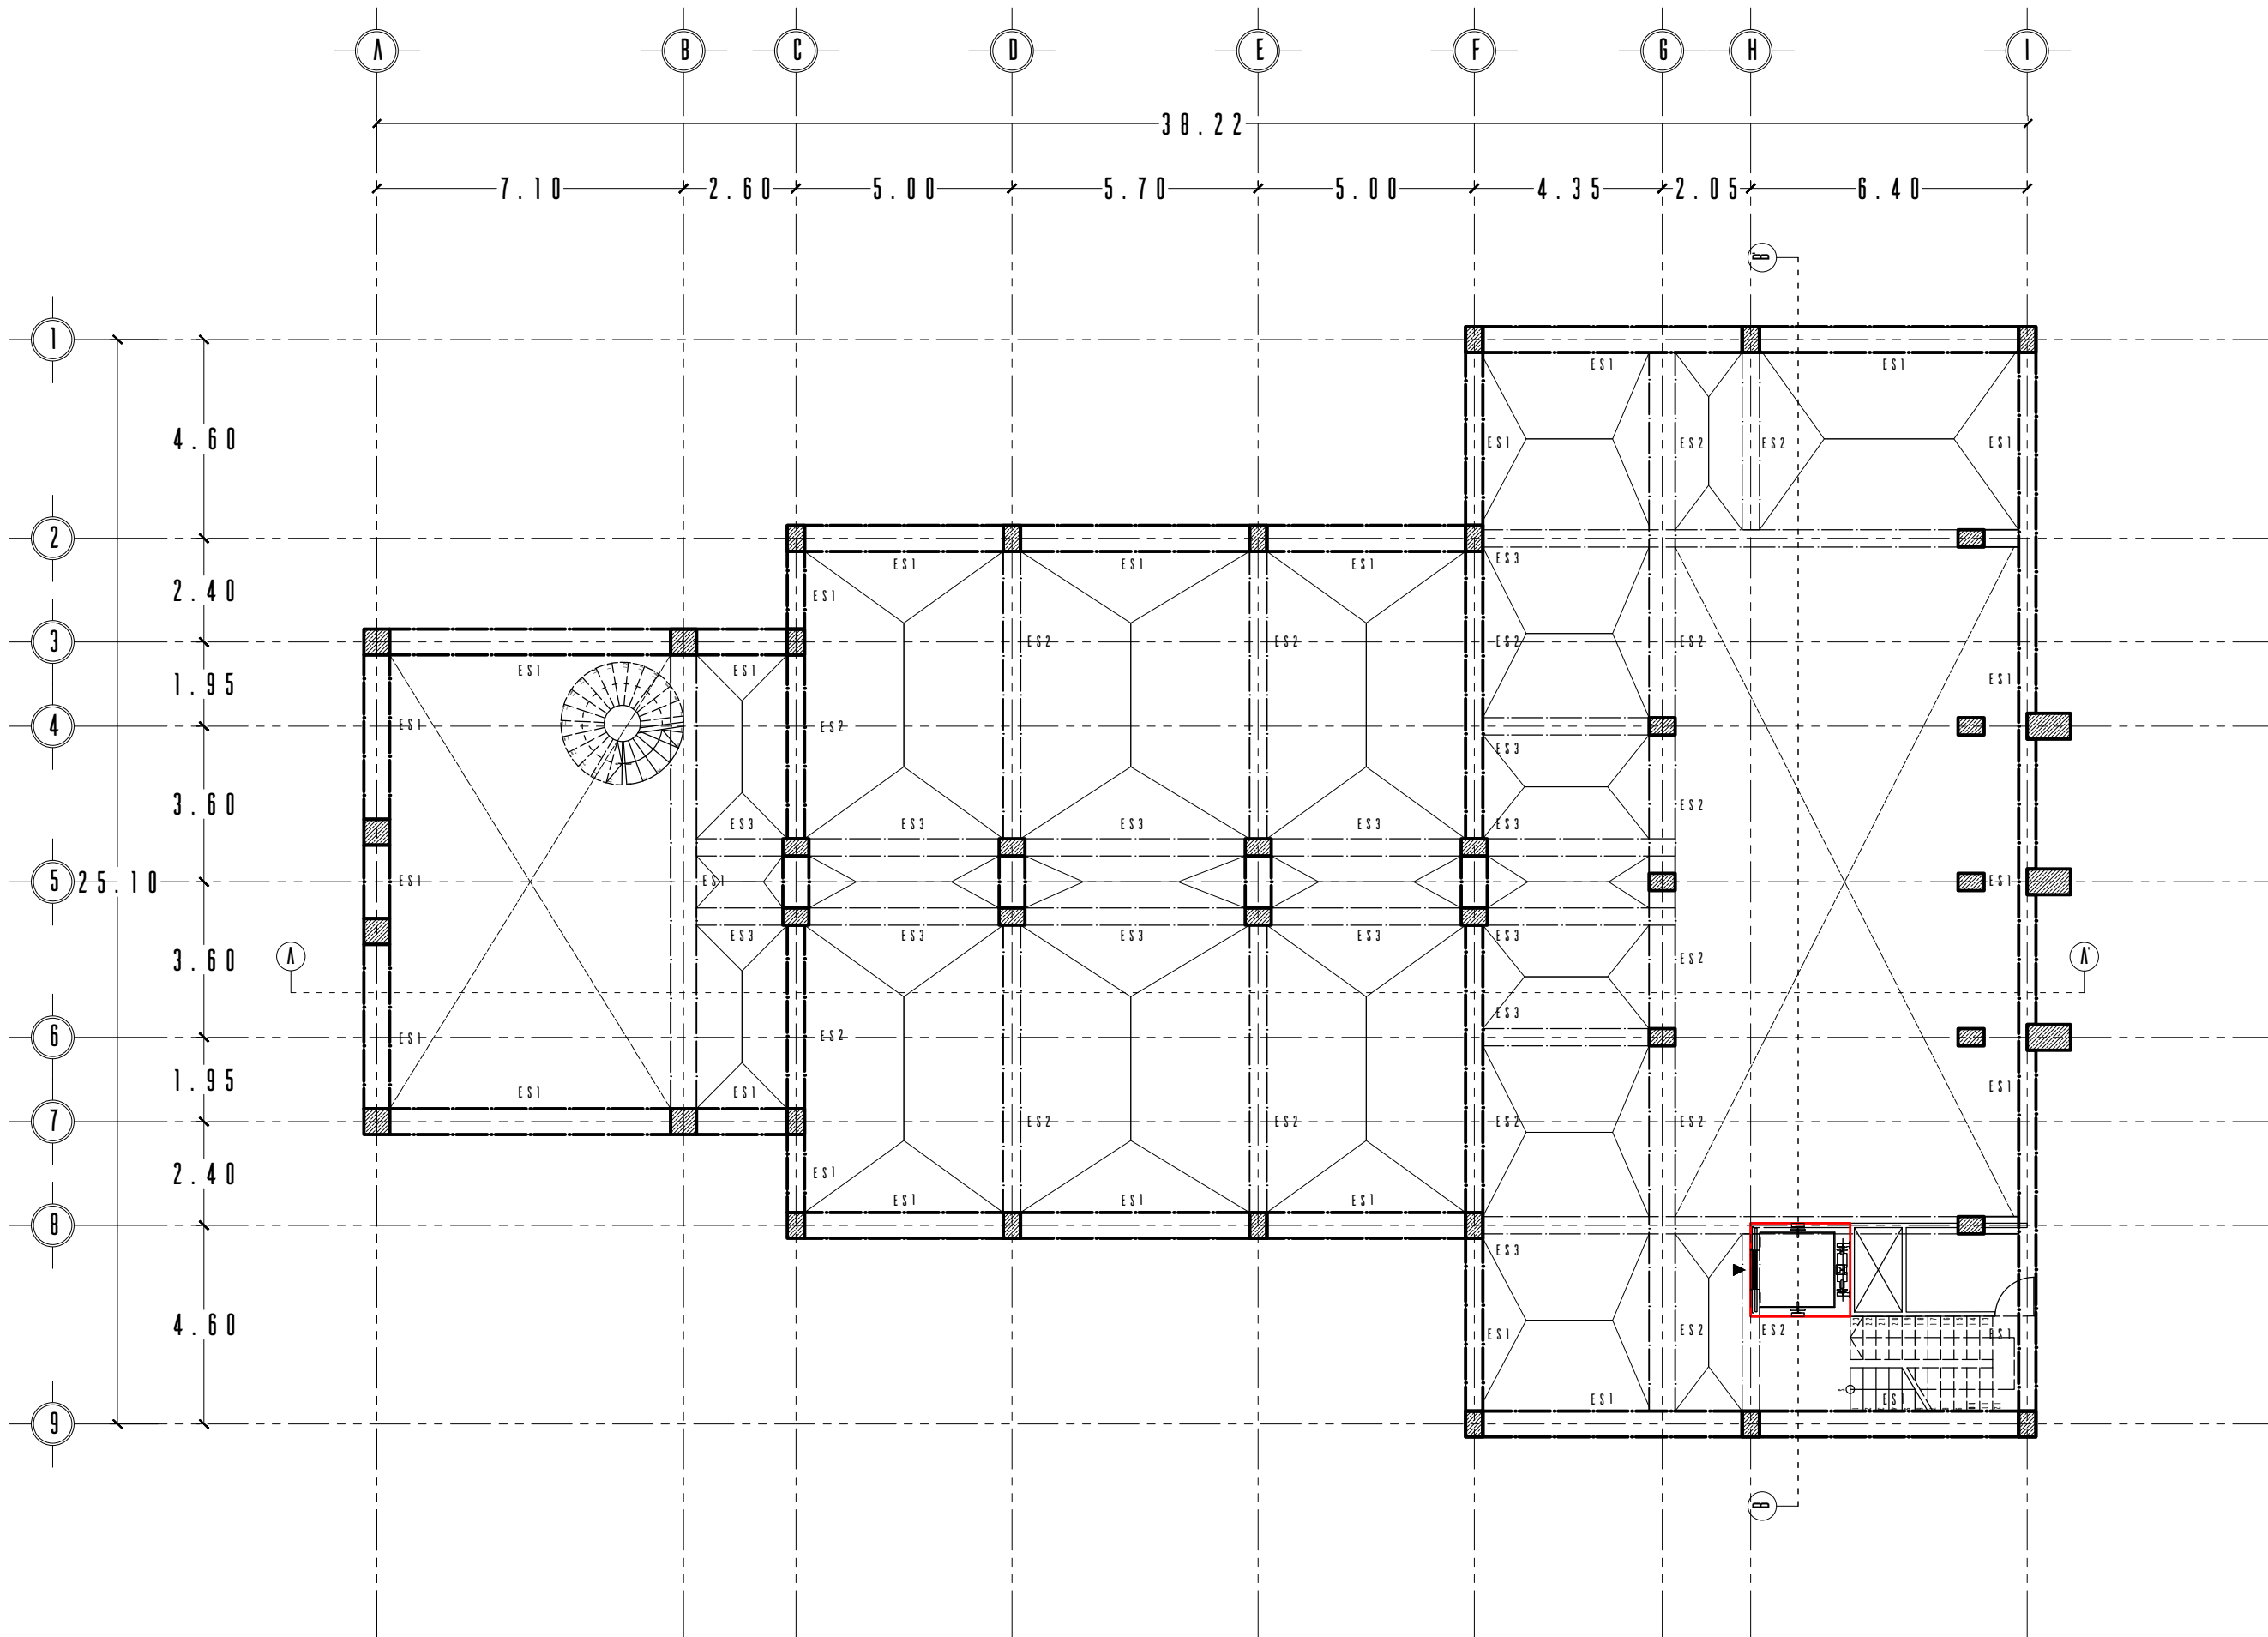 A B C D E F G H I
38.22
7.10 2.60 5.00 5.70 5.00 4.35 2.05 6.40
B'
1
ES1 ES1
4.60
ES1 ES2 ES2 ES1
2
ES3
ES1 ES1 ES1
2.40
ES1
3
ES2 ES2 ES2 ES2
ES1 ES1
1.95
ES1
4
ES1 ES2
ES3
3.60
ES2
ES3 ES3 ES3 ES3 ES3
5
25.10
ES1 ES1 ES1
ES3 ES3 ES3 ES3 ES3
A
3.60
ES2
A'
ES3
6
ES1 ES2
1.95
ES1
ES1 ES1
7
ES2 ES2 ES2 ES2
2.40
ES1
ES1 ES1 ES1
8
ES3
4.60
ES1 ES2 ES2 ES1
ES1 ES1
9
B